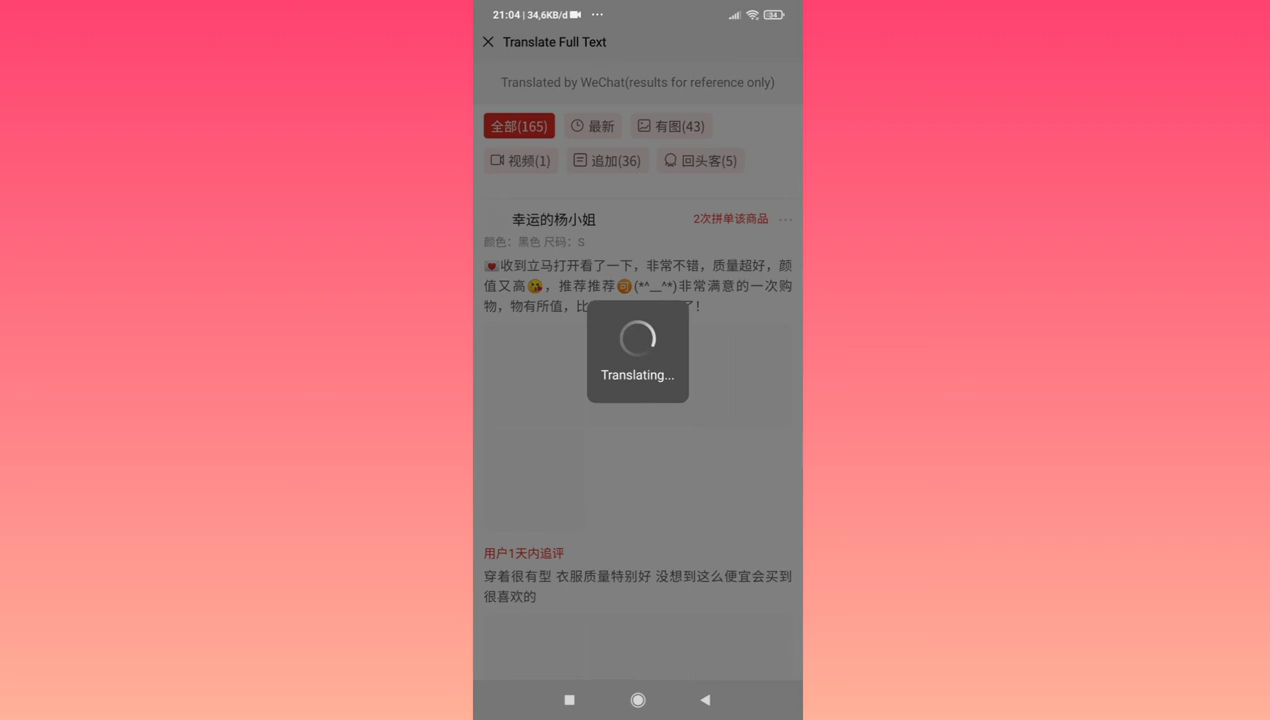 21:04 | 34,6KB/d ...
34
Translate Full Text
Translated by WeChat(results for reference only)
全部(165) 最新 有图(43)
视频(1) 追加(36) 回头客(5)
幸运的杨小姐 2次拼单该商品 ...
颜色：黑色 尺码：S
💌收到立马打开看了一下，非常不错，质量超好，颜
值又高😘，推荐推荐🉑(*^__^*)非常满意的一次购
物，物有所值，比 了！
Translating...
用户1天内追评
穿着很有型 衣服质量特别好 没想到这么便宜会买到
很喜欢的